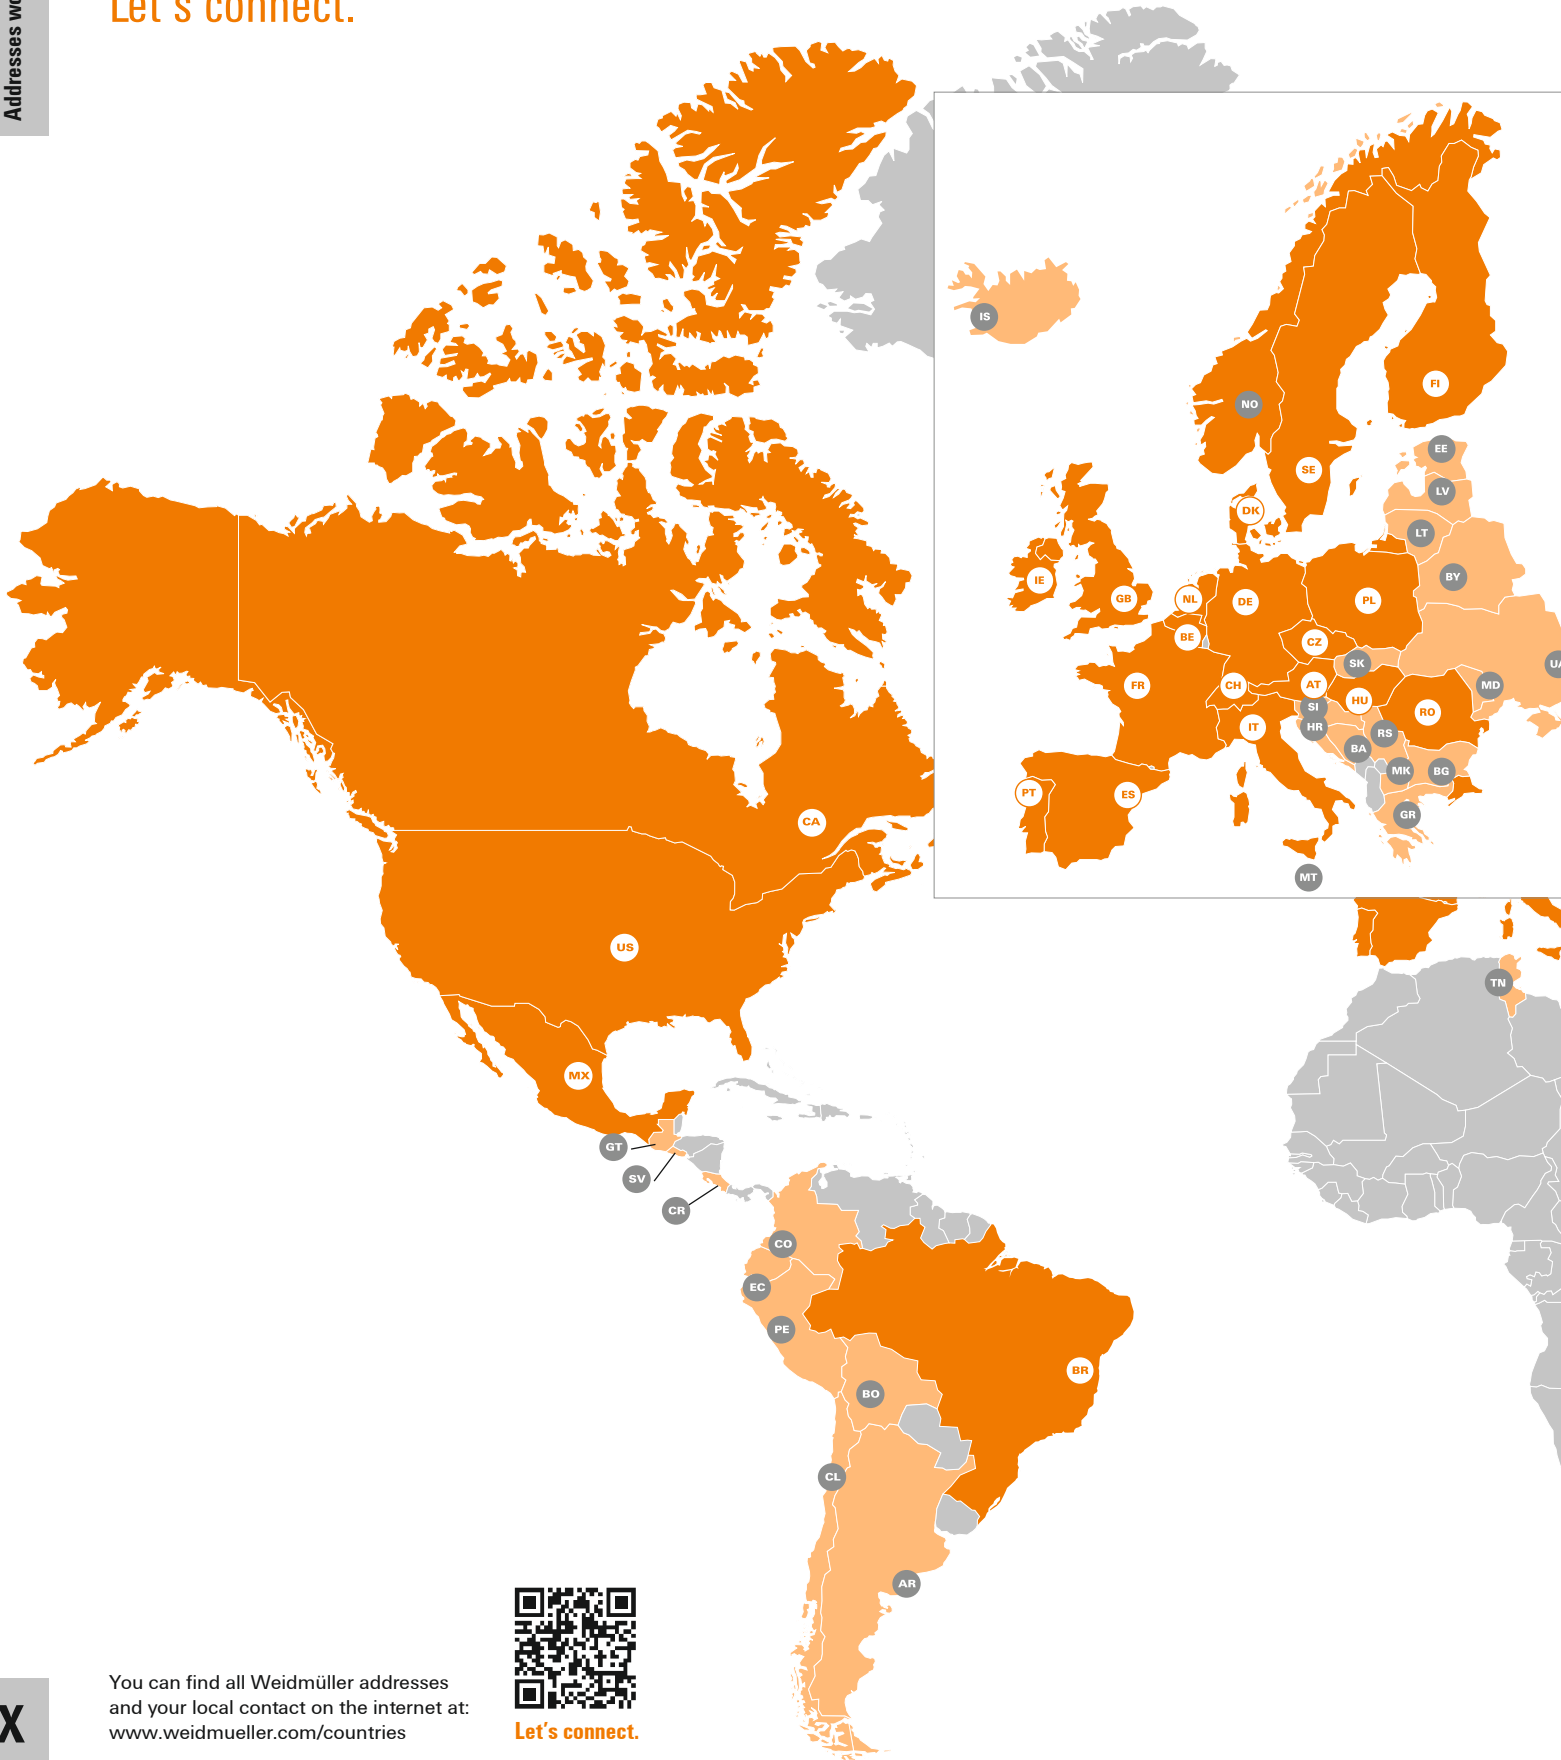 Let's connect.
Addresses wo
IS
FI
NO
EE
SE
LV
DK
LT
BY
IE
GB
NL
DE
PL
BE
CZ
SK
UA
FR
CH
AT
MD
SI
HU
RO
HR
IT
RS
BA
MK
BG
PT
ES
GR
MT
CA
US
TN
MX
GT
SV
CR
CO
EC
PE
BR
BO
CL
AR
You can find all Weidmüller addresses
and your local contact on the internet at:
www.weidmueller.com/countries
Let's connect.
X